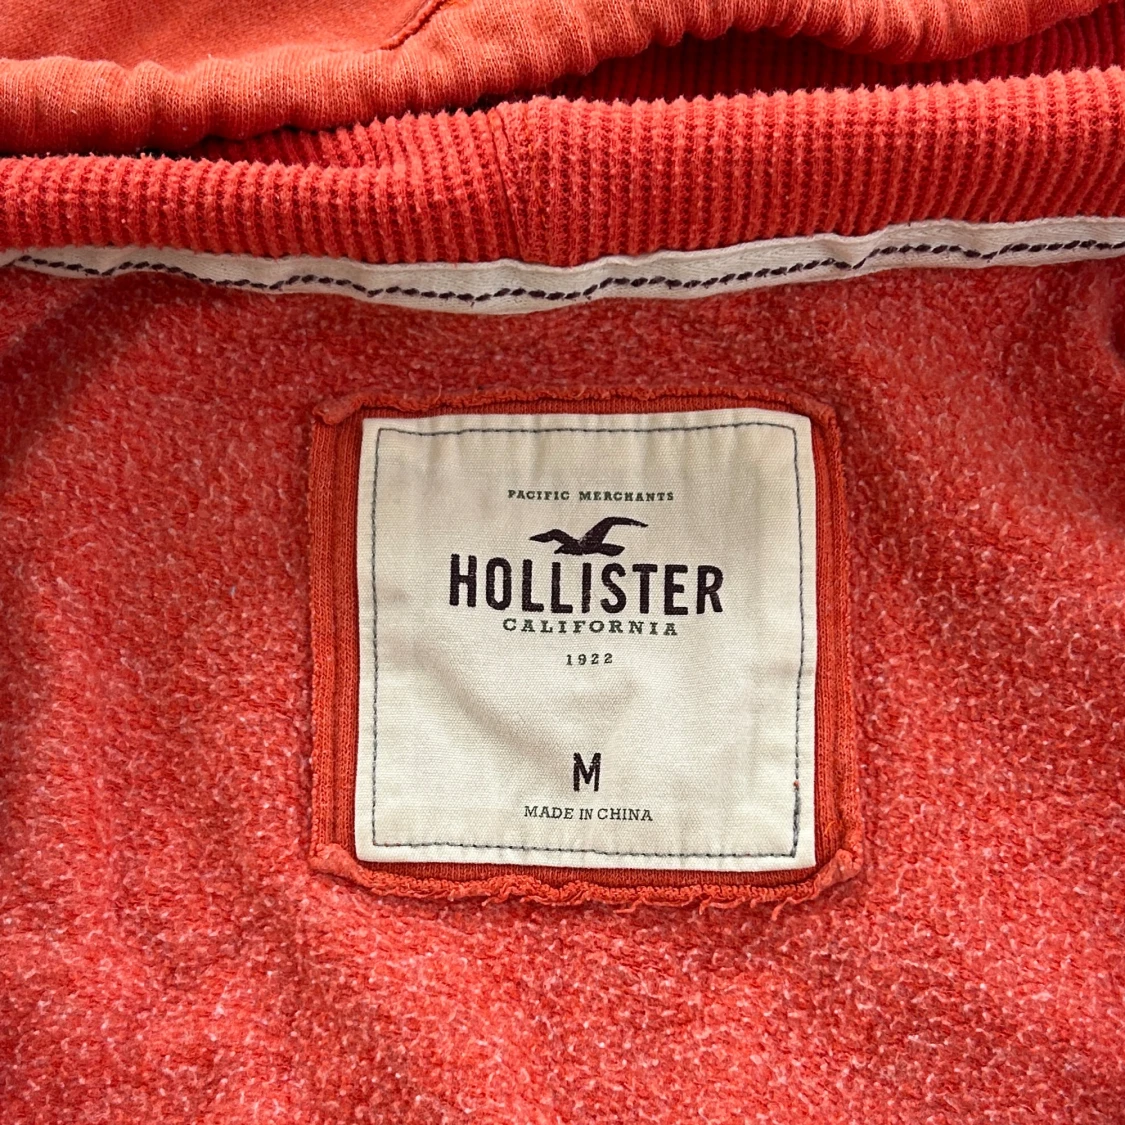 PACIFIC MERCHANTS
HOLLISTER
CALIFORNIA
1922
M
MADE IN CHINA